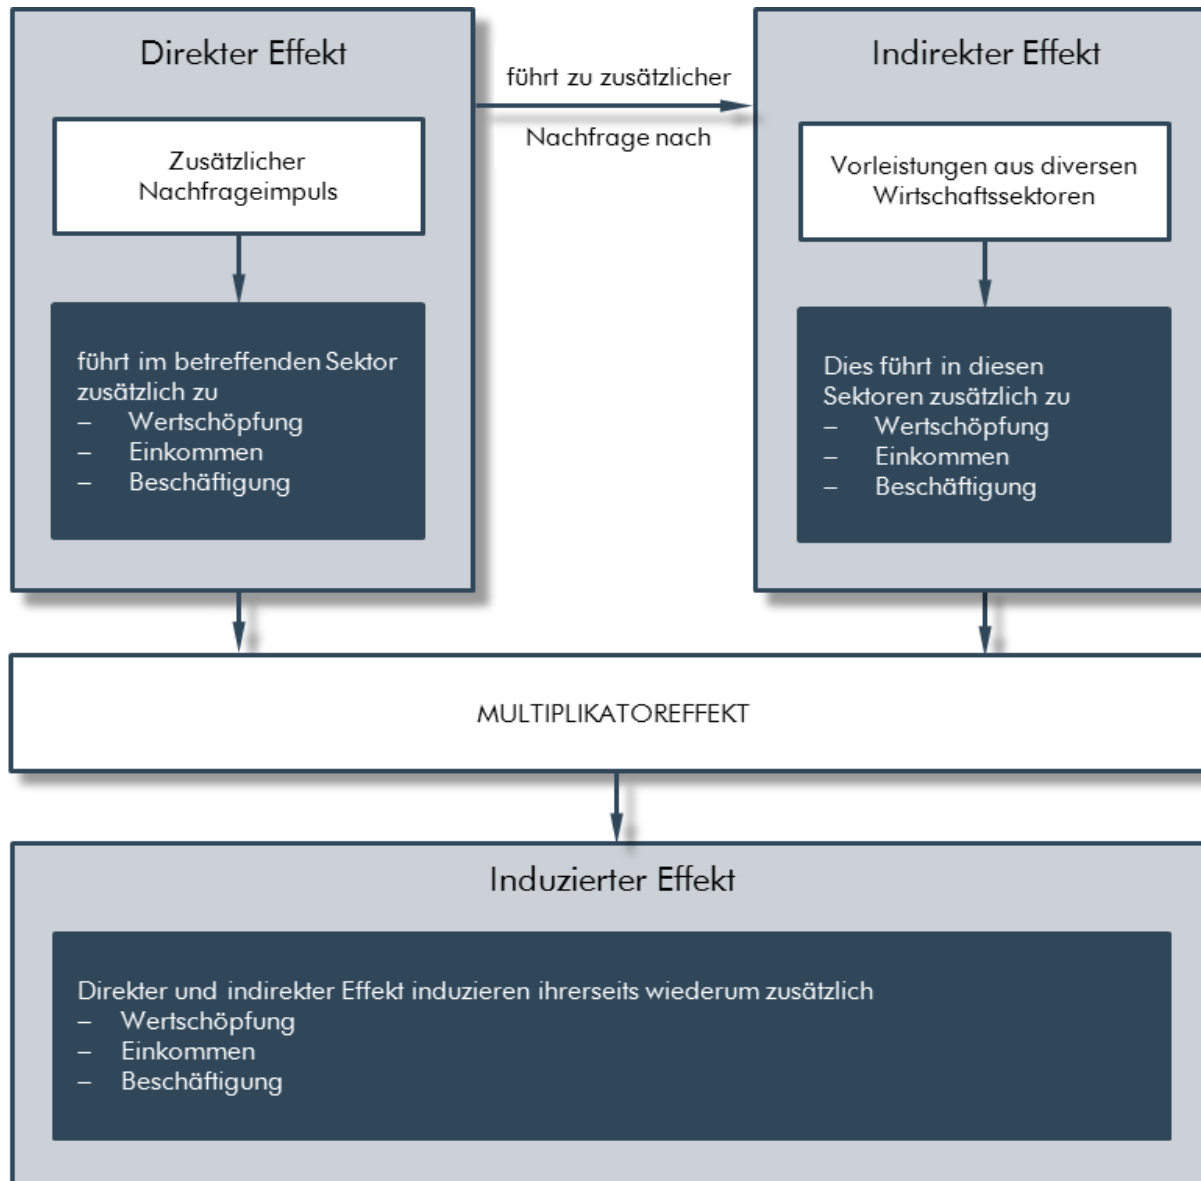 Direkter Effekt
Zusätzlicher
Nachfrageimpuls
führt im betreffenden Sektor
zusätzlich zu
– Wertschöpfung
– Einkommen
– Beschäftigung
führt zu zusätzlicher
Nachfrage nach
Indirekter Effekt
Vorleistungen aus diversen
Wirtschaftssektoren
Dies führt in diesen
Sektoren zusätzlich zu
– Wertschöpfung
– Einkommen
– Beschäftigung
MULTIPLIKATOREFFEKT
Induzierter Effekt
Direkter und indirekter Effekt induzieren ihrerseits wiederum zusätzlich
– Wertschöpfung
– Einkommen
– Beschäftigung